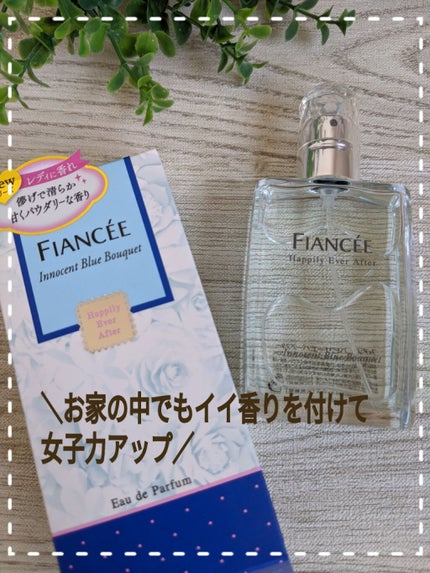 new
レディに香れ
儚げで清らか
甘くパウダリーな香り
FIANCÉE
Innocent Blue Bouquet
Happily
Ever
After
Eau de Parfum
FIANCÉE
Happily Ever After
Innocent Blue Bouquet
＼お家の中でもイイ香りを付けて
女子力アップ／